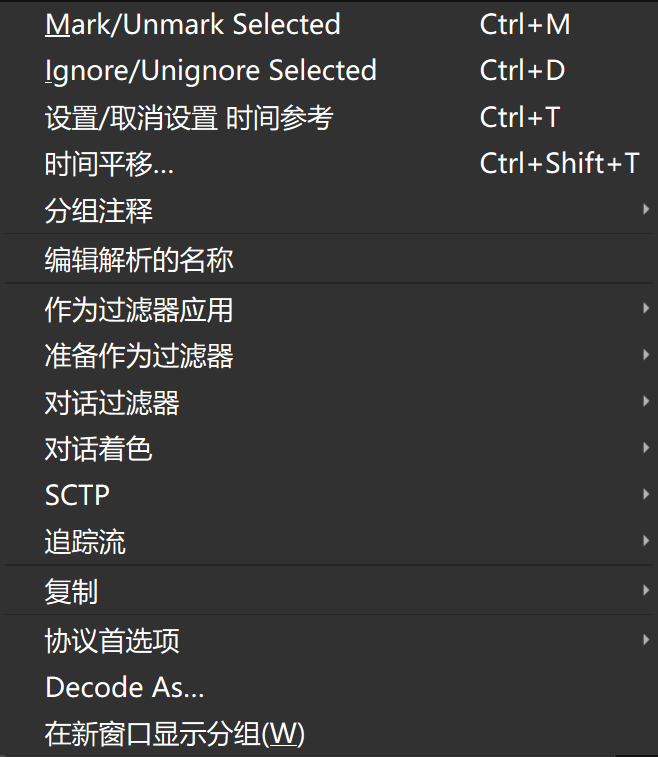 Mark/Unmark Selected Ctrl+M
Ignore/Unignore Selected Ctrl+D
设置/取消设置 时间参考 Ctrl+T
时间平移... Ctrl+Shift+T
分组注释
编辑解析的名称
作为过滤器应用
准备作为过滤器
对话过滤器
对话着色
SCTP
追踪流
复制
协议首选项
Decode As...
在新窗口显示分组(W)